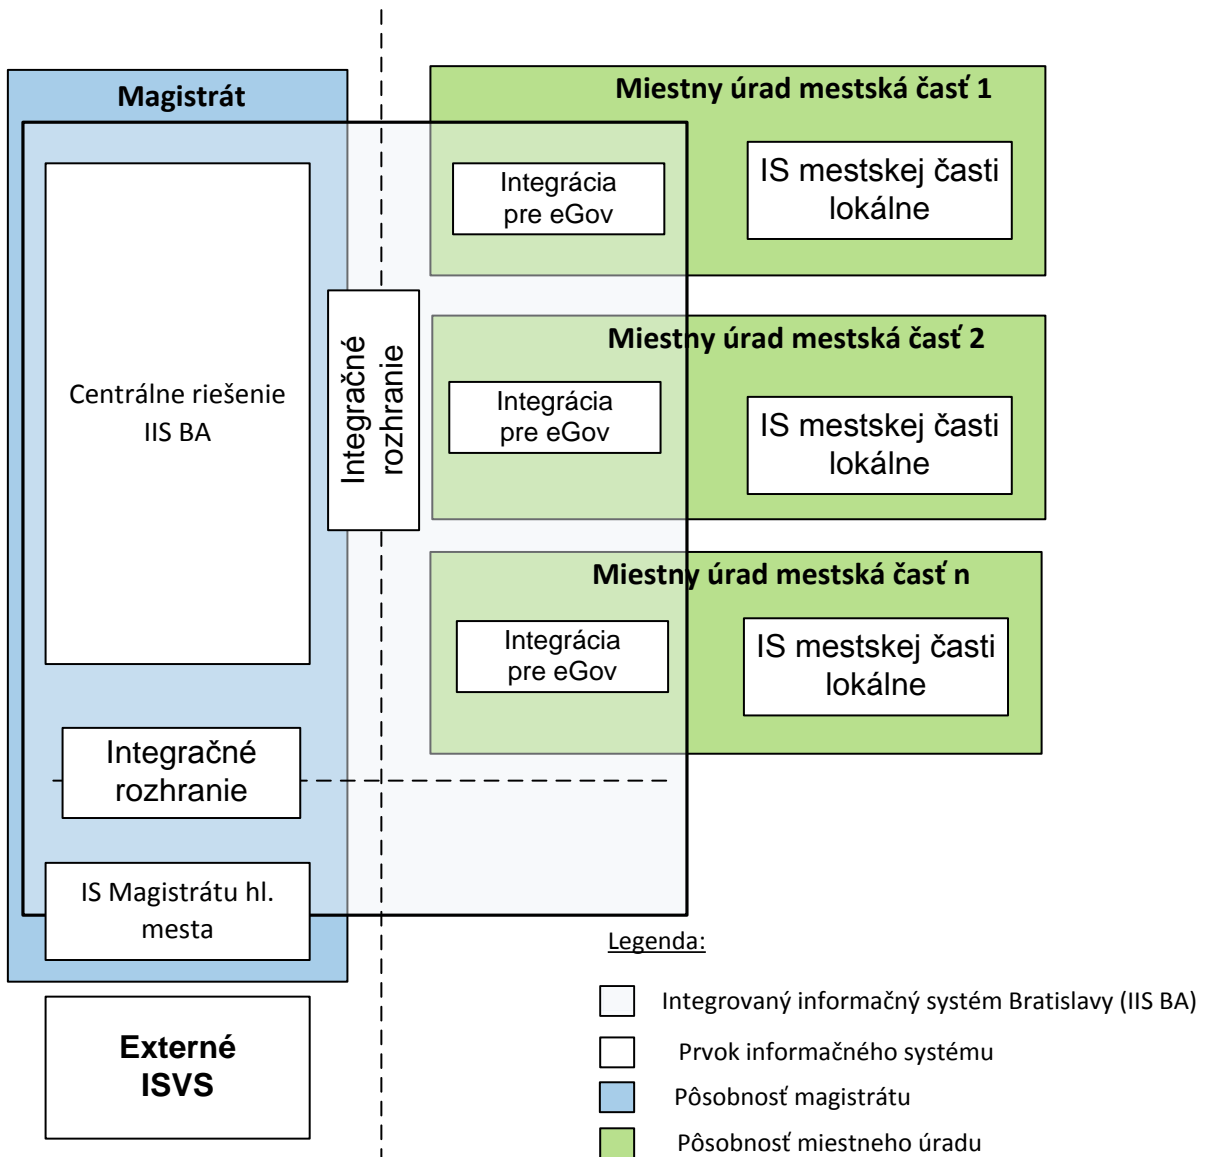 Magistrát
Centrálne riešenie
IIS BA
Integračné
rozhranie
Integračné
rozhranie
IS Magistrátu hl.
mesta
Externé
ISVS
Miestny úrad mestská časť 1
Integrácia
pre eGov
IS mestskej časti
lokálne
Miestny úrad mestská časť 2
Integrácia
pre eGov
IS mestskej časti
lokálne
Miestny úrad mestská časť n
Integrácia
pre eGov
IS mestskej časti
lokálne
Legenda:
Integrovaný informačný systém Bratislavy (IIS BA)
Prvok informačného systému
Pôsobnosť magistrátu
Pôsobnosť miestneho úradu